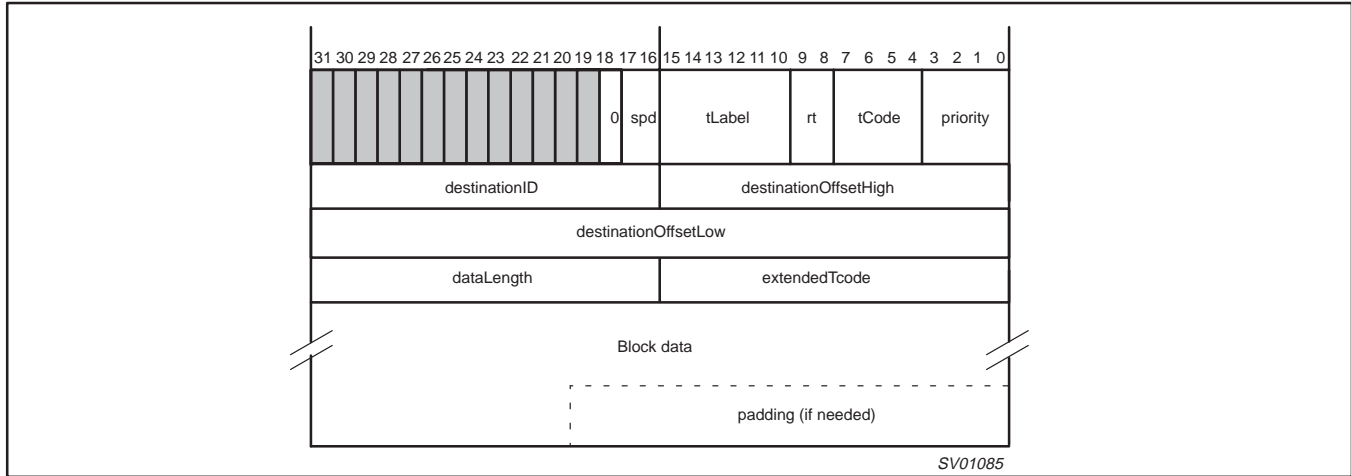 31 30 29 28 27 26 25 24 23 22 21 20 19 18 17 16 15 14 13 12 11 10 9 8 7 6 5 4 3 2 1 0
0 spd tLabel rt tCode priority
destinationID destinationOffsetHigh
destinationOffsetLow
dataLength extendedTcode
Block data
padding (if needed)
SV01085